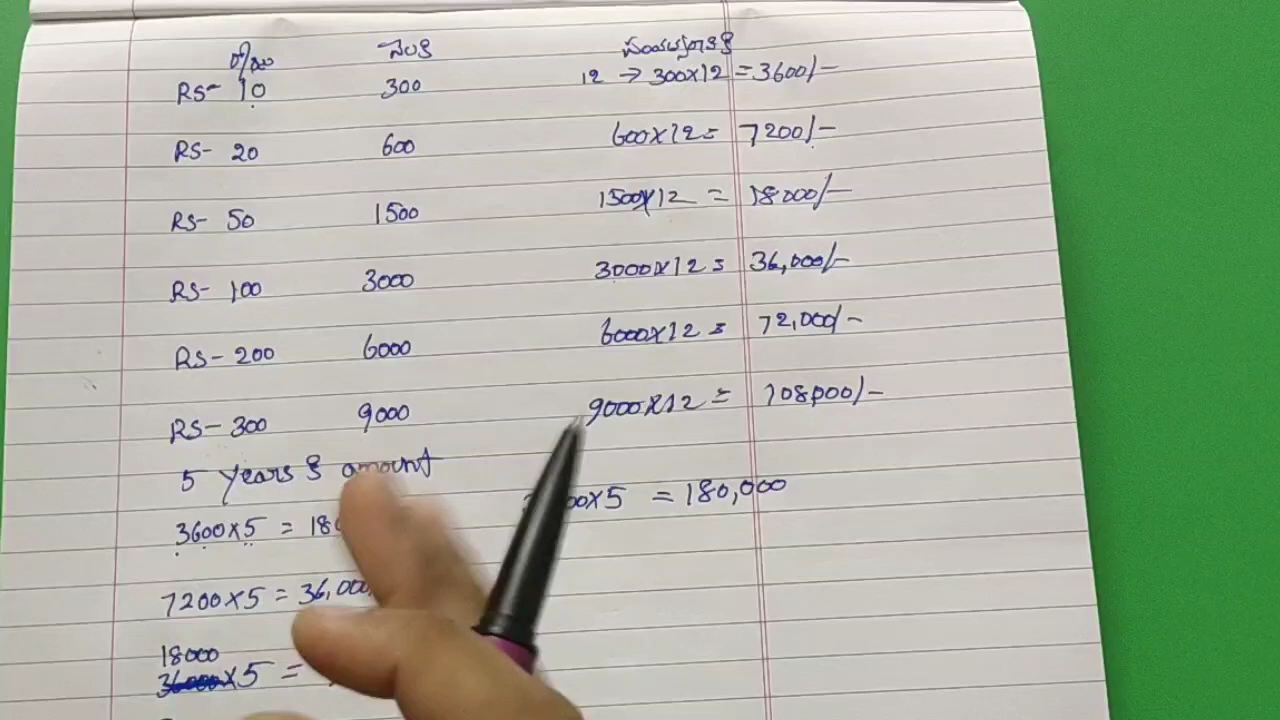 RS- 10 300 12 → 300x12 = 3600/-
RS- 20 600 600x12= 7200/-
RS- 50 1500 1500x12 = 18000/-
RS- 100 3000 3000x12= 36,000/-
RS- 200 6000 6000x12= 72,000/-
RS- 300 9000 9000x12 = 108000/-
5 years amount
x5 = 180,000
3600x5 =
7200x5 = 36,000
18000
x5 =